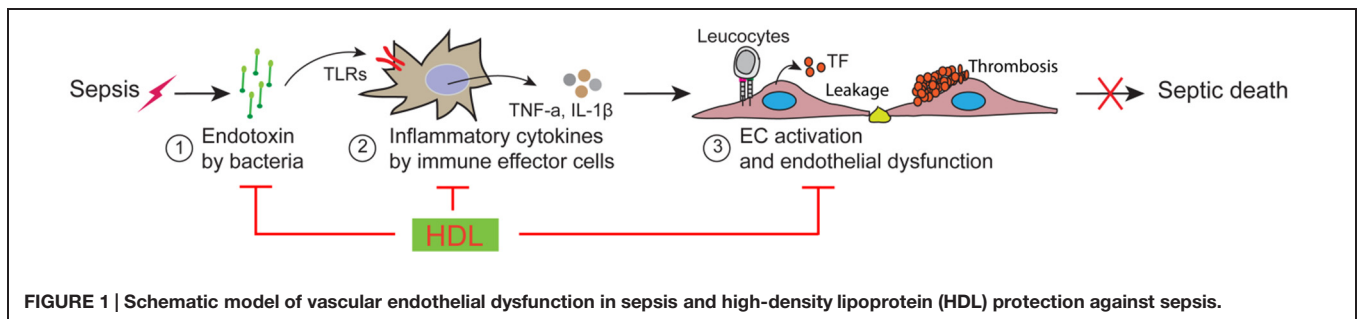 Sepsis
TLRs
TNF-a, IL-1β
Leucocytes
TF
Leakage
Thrombosis
Septic death
1 Endotoxin
by bacteria
2 Inflammatory cytokines
by immune effector cells
3 EC activation
and endothelial dysfunction
HDL
FIGURE 1 | Schematic model of vascular endothelial dysfunction in sepsis and high-density lipoprotein (HDL) protection against sepsis.